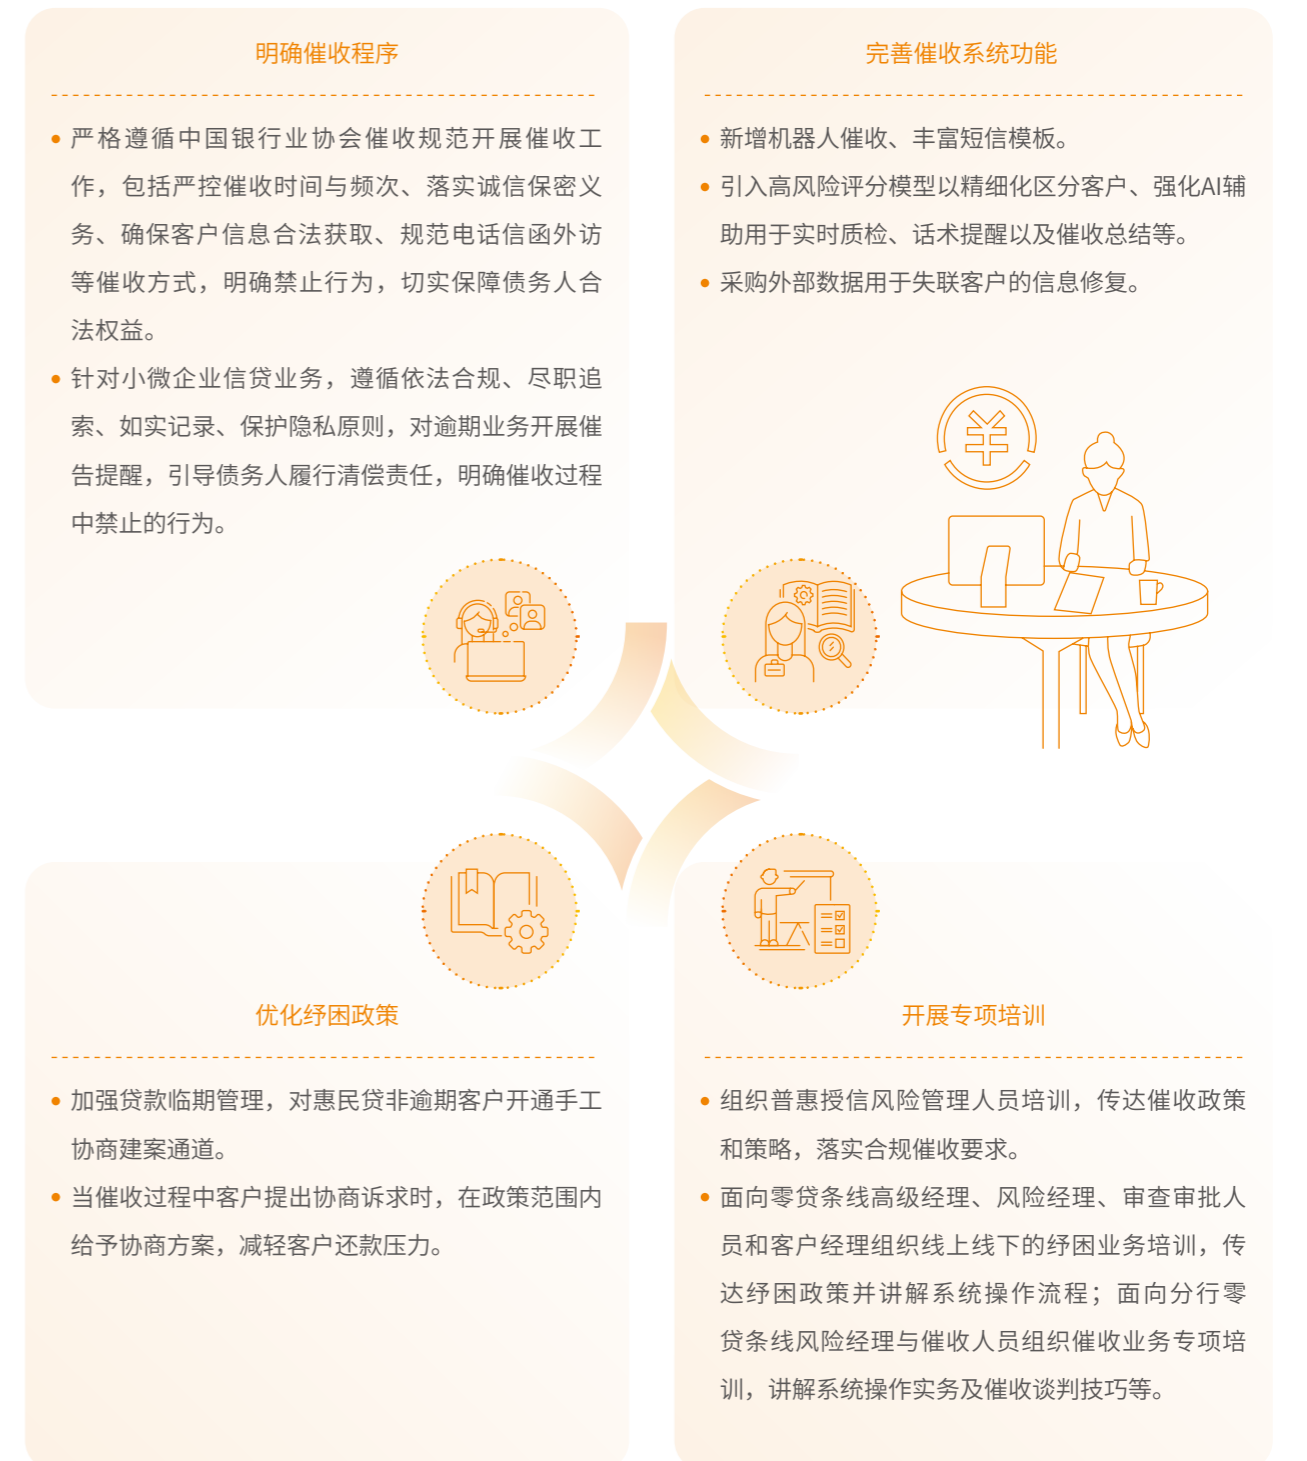 明确催收程序
严格遵循中国银行业协会催收规范开展催收工
作，包括严控催收时间与频次、落实诚信保密义
务、确保客户信息合法获取、规范电话信函外访
等催收方式，明确禁止行为，切实保障债务人合
法权益。
针对小微企业信贷业务，遵循依法合规、尽职追
索、如实记录、保护隐私原则，对逾期业务开展催
告提醒，引导债务人履行清偿责任，明确催收过程
中禁止的行为。
完善催收系统功能
新增机器人催收、丰富短信模板。
引入高风险评分模型以精细化区分客户、强化AI辅
助用于实时质检、话术提醒以及催收总结等。
采购外部数据用于失联客户的信息修复。
优化纾困政策
加强贷款临期管理，对惠民贷非逾期客户开通手工
协商建案通道。
当催收过程中客户提出协商诉求时，在政策范围内
给予协商方案，减轻客户还款压力。
开展专项培训
组织普惠授信风险管理人员培训，传达催收政策
和策略，落实合规催收要求。
面向零贷条线高级经理、风险经理、审查审批人
员和客户经理组织线上线下的纾困业务培训，传
达纾困政策并讲解系统操作流程；面向分行零
贷条线风险经理与催收人员组织催收业务专项培
训，讲解系统操作实务及催收谈判技巧等。